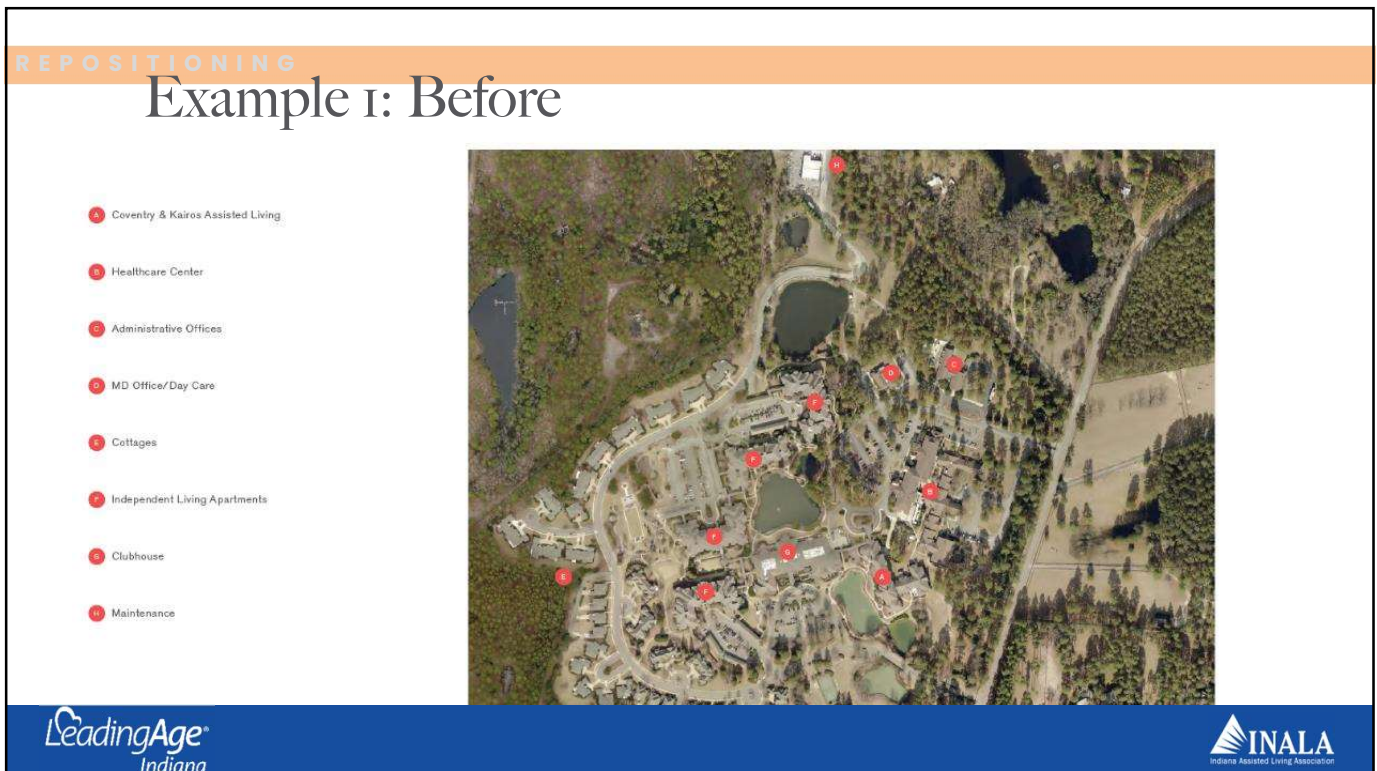 REPOSITIONING
Example 1: Before
A Coventry & Kairos Assisted Living
B Healthcare Center
C Administrative Offices
D MD Office/Day Care
E Cottages
F Independent Living Apartments
G Clubhouse
H Maintenance
H
D
C
F
F
B
F
G
E
A
F
LeadingAge®
Indiana
INALA
Indiana Assisted Living Association